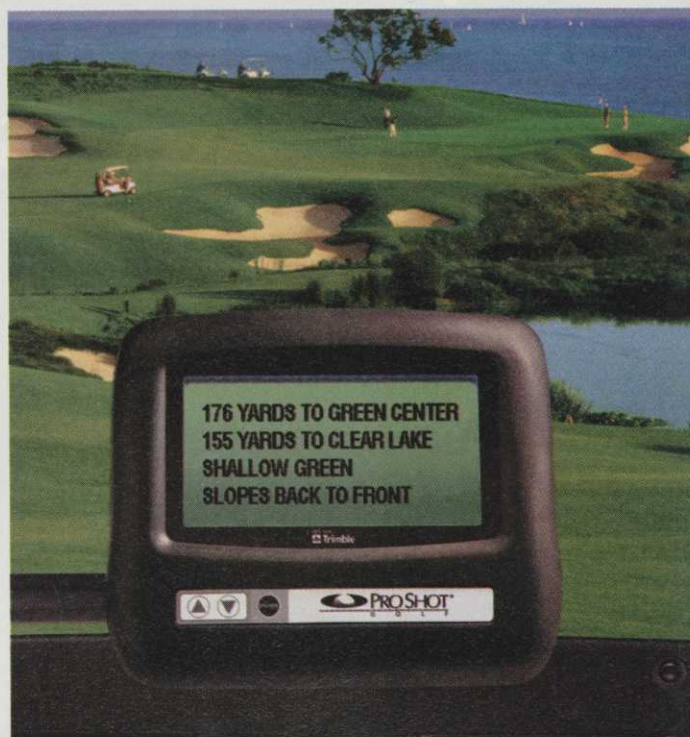 176 YARDS TO GREEN CENTER
155 YARDS TO CLEAR LAKE
SHALLOW GREEN
SLOPES BACK TO FRONT
Trimble
PROSHOT®
GOLF